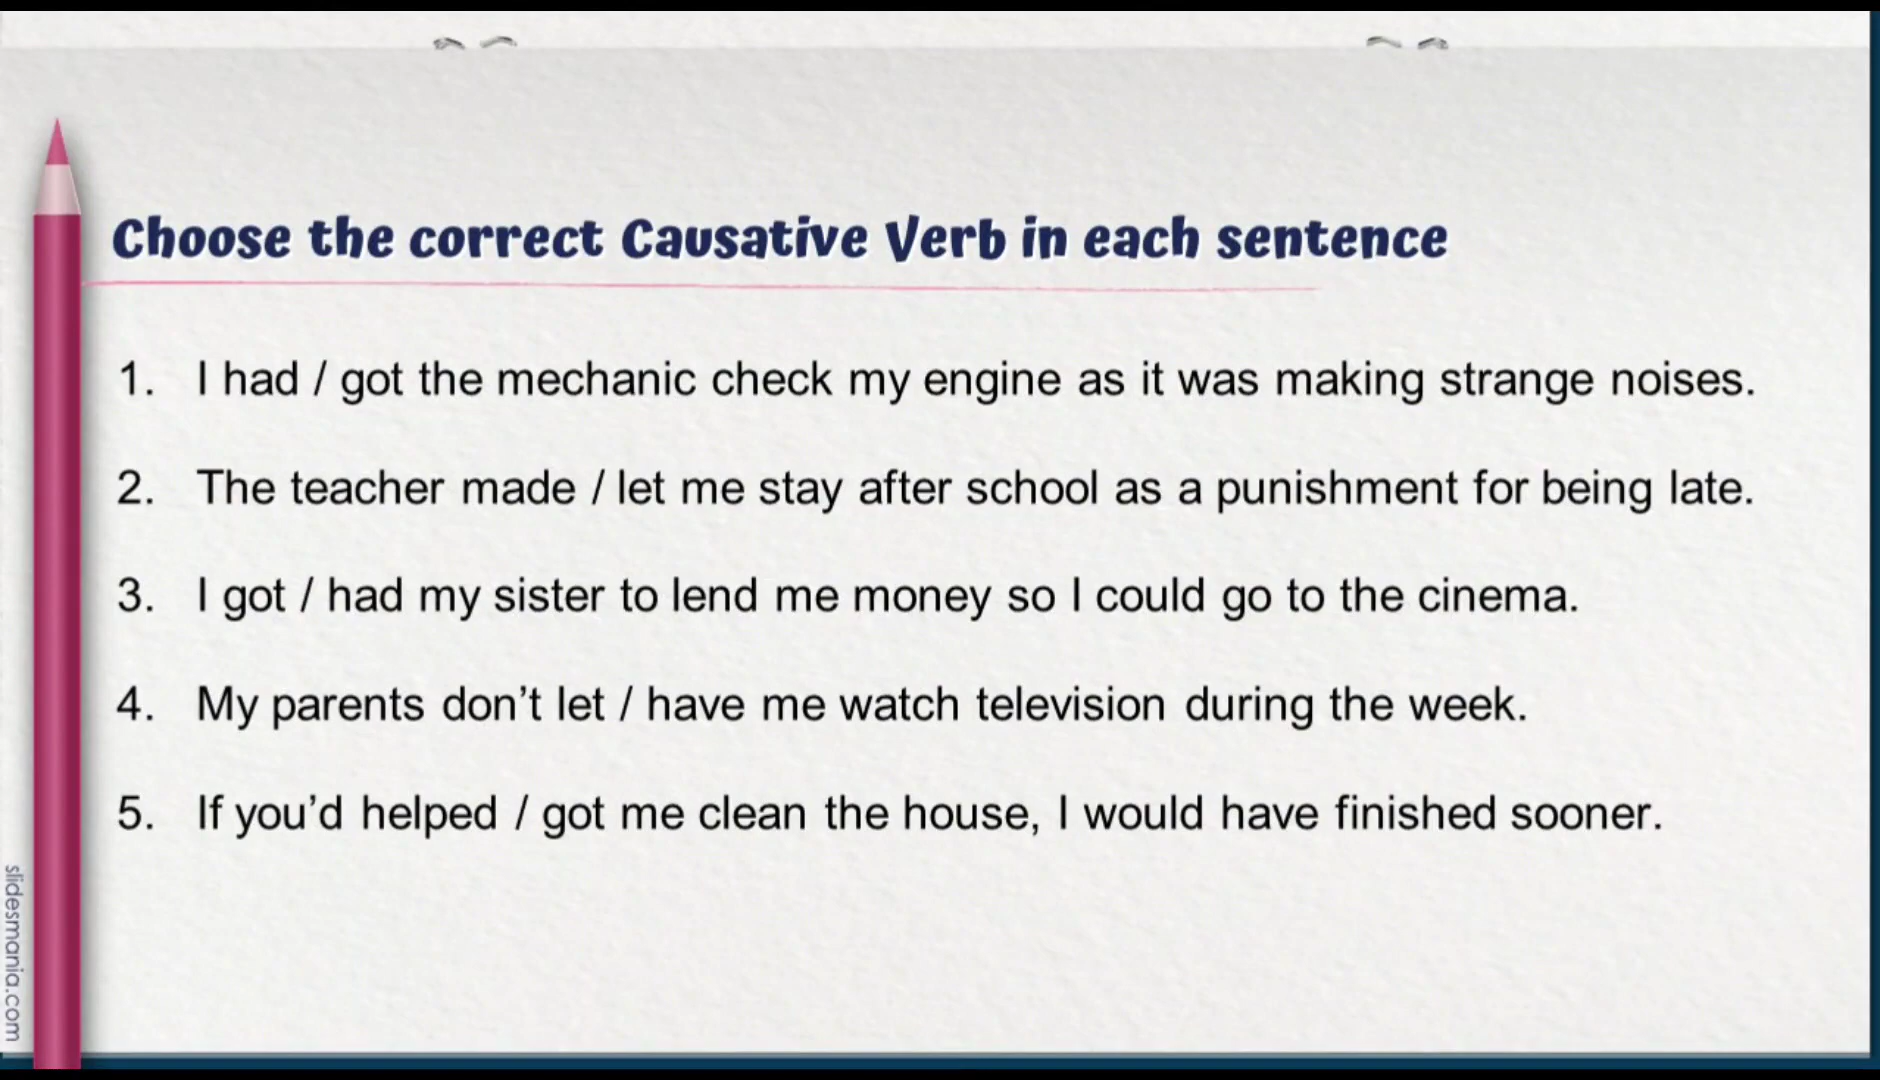 Choose the correct Causative Verb in each sentence
1. I had / got the mechanic check my engine as it was making strange noises.
2. The teacher made / let me stay after school as a punishment for being late.
3. I got / had my sister to lend me money so I could go to the cinema.
4. My parents don’t let / have me watch television during the week.
5. If you’d helped / got me clean the house, I would have finished sooner.
slidesmania.com